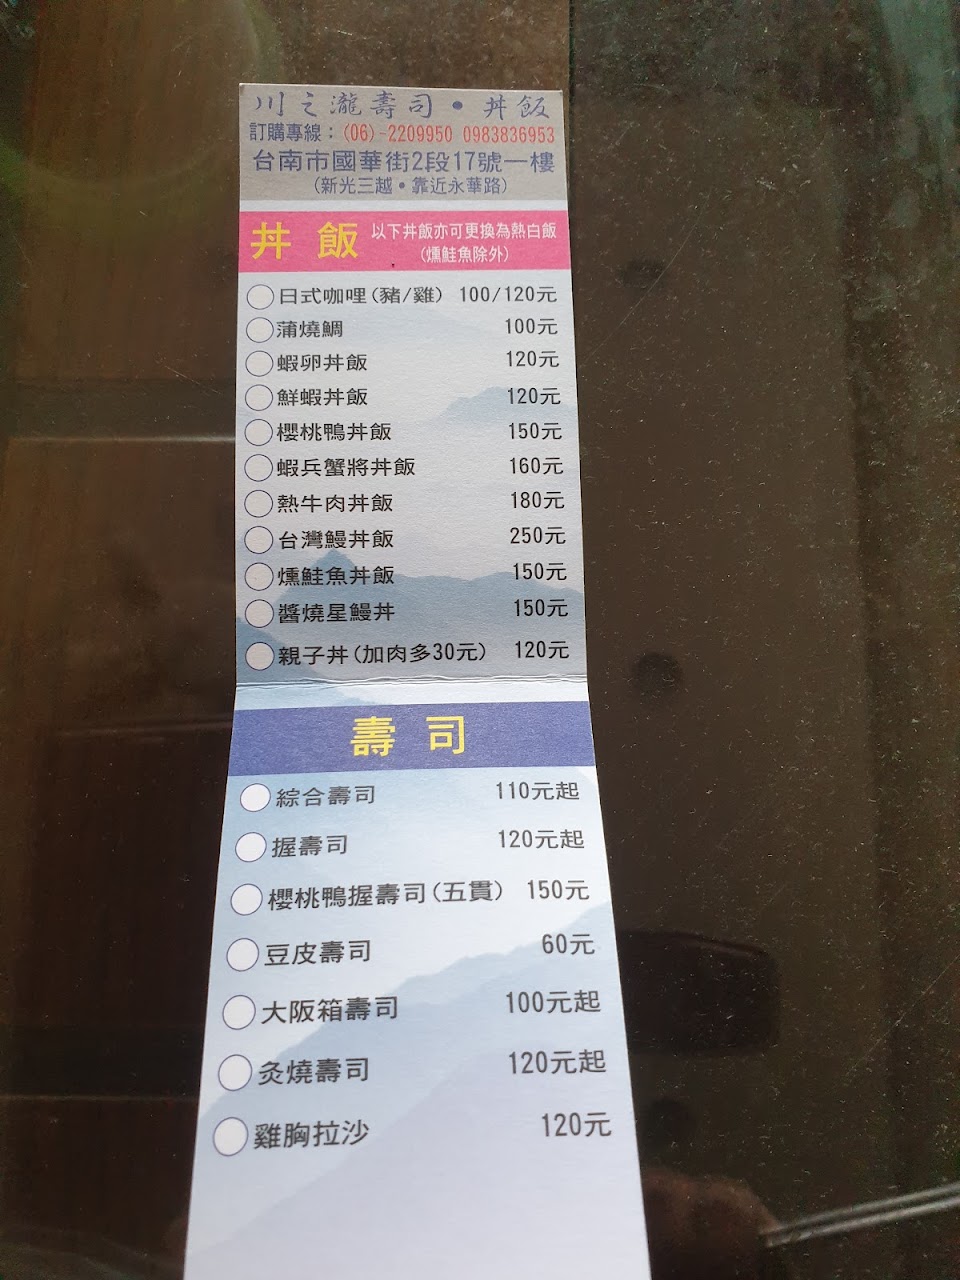 川之瀧壽司•丼飯
訂購專線：(06)-2209950 0983836953
台南市國華街2段17號一樓
(新光三越•靠近永華路)
丼飯 以下丼飯亦可更換為熱白飯
(燻鮭魚除外)
日式咖哩(豬/雞) 100/120元
蒲燒鯛 100元
蝦卵丼飯 120元
鮮蝦丼飯 120元
櫻桃鴨丼飯 150元
蝦兵蟹將丼飯 160元
熱牛肉丼飯 180元
台灣鰻丼飯 250元
燻鮭魚丼飯 150元
醬燒星鰻丼 150元
親子丼(加肉多30元) 120元
壽司
綜合壽司 110元起
握壽司 120元起
櫻桃鴨握壽司(五貫) 150元
豆皮壽司 60元
大阪箱壽司 100元起
炙燒壽司 120元起
雞胸拉沙 120元